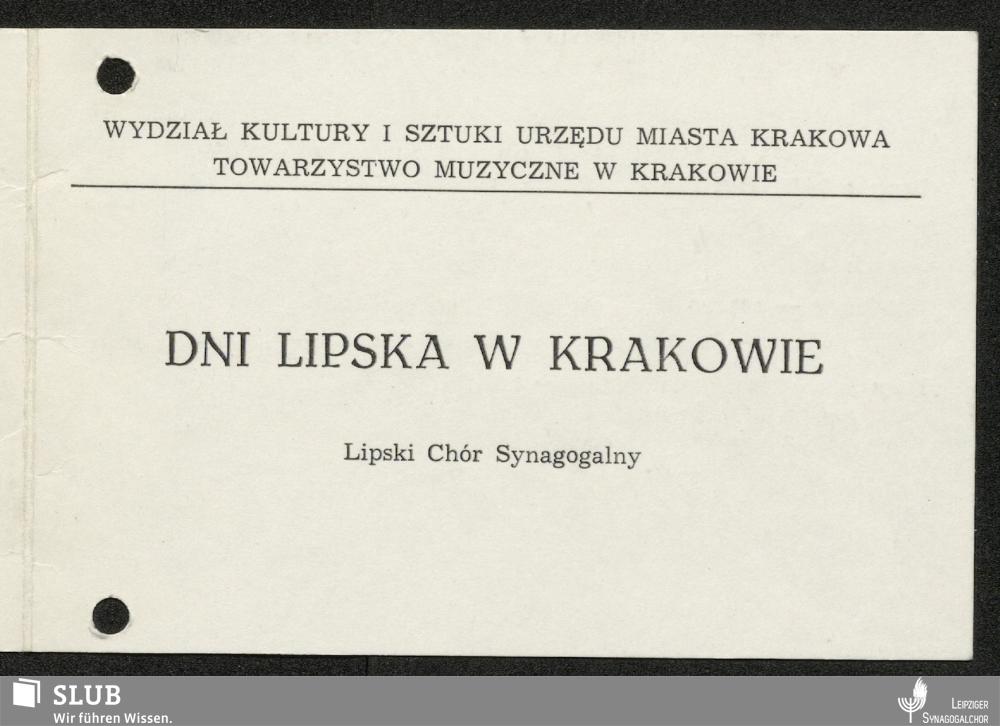 WYDZIAŁ KULTURY I SZTUKI URZĘDU MIASTA KRAKOWA
TOWARZYSTWO MUZYCZNE W KRAKOWIE
DNI LIPSKA W KRAKOWIE
Lipski Chór Synagogalny
SLUB
Wir führen Wissen.
LEIPZIGER
SYNAGOGALCHOR